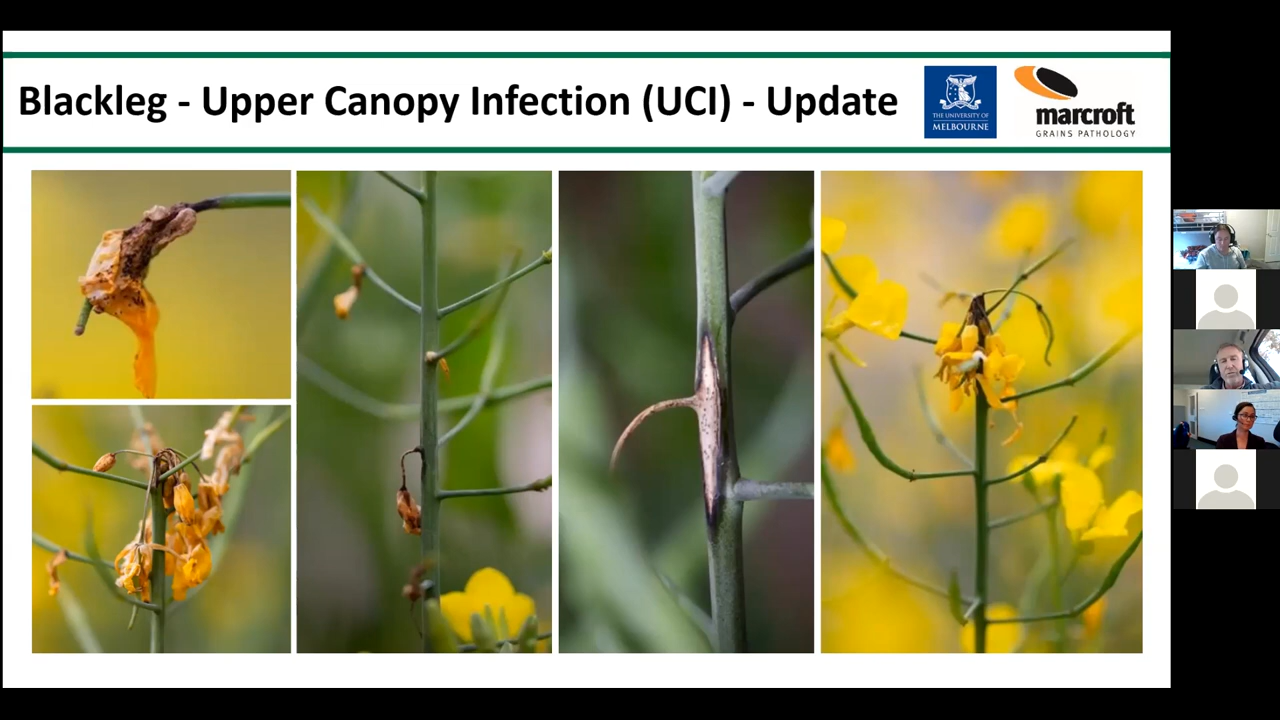 Blackleg - Upper Canopy Infection (UCI) - Update
THE UNIVERSITY OF
MELBOURNE
marcroft
GRAINS PATHOLOGY